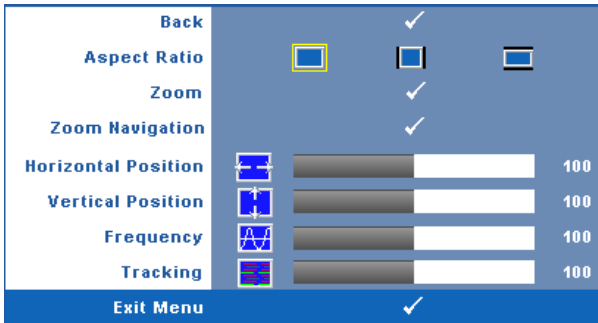 Back
Aspect Ratio
Zoom
Zoom Navigation
Horizontal Position 100
Vertical Position 100
Frequency 100
Tracking 100
Exit Menu